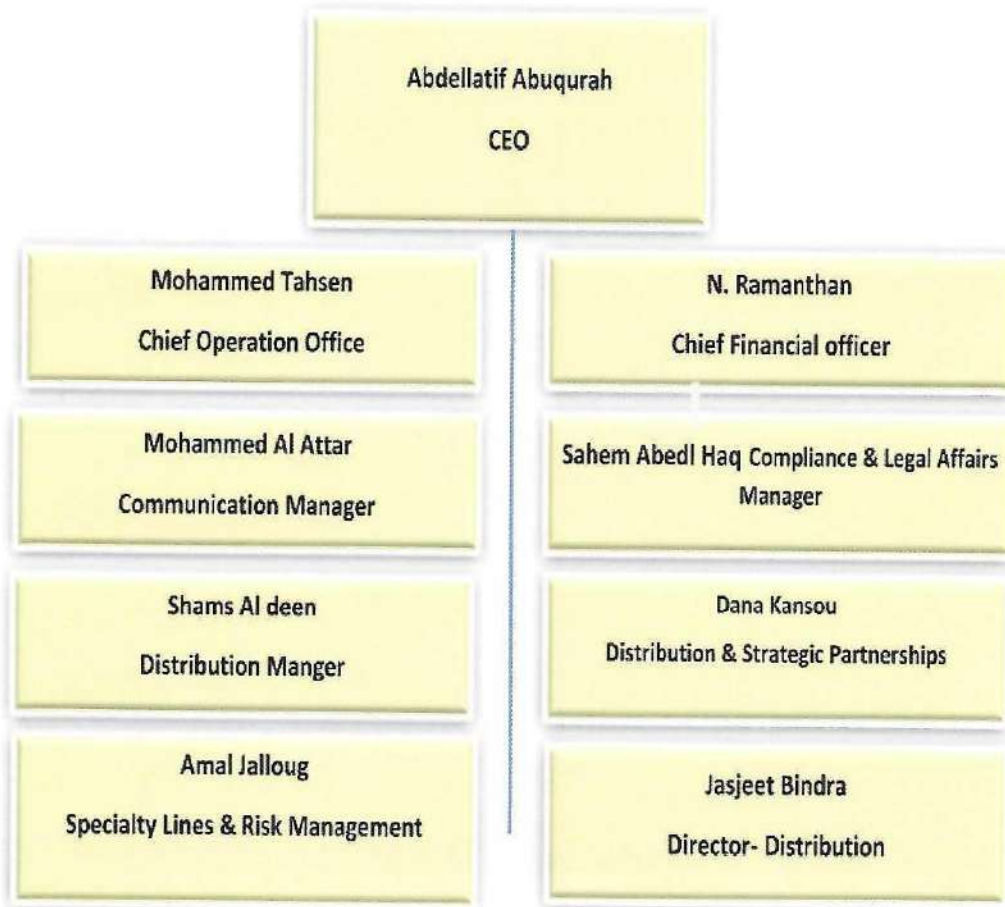 Abdellatif Abuqurah
CEO
Mohammed Tahsen
Chief Operation Office
N. Ramanthan
Chief Financial officer
Mohammed Al Attar
Communication Manager
Sahem Abedl Haq Compliance & Legal Affairs
Manager
Shams Al deen
Distribution Manger
Dana Kansou
Distribution & Strategic Partnerships
Amal Jalloug
Specialty Lines & Risk Management
Jasjeet Bindra
Director- Distribution